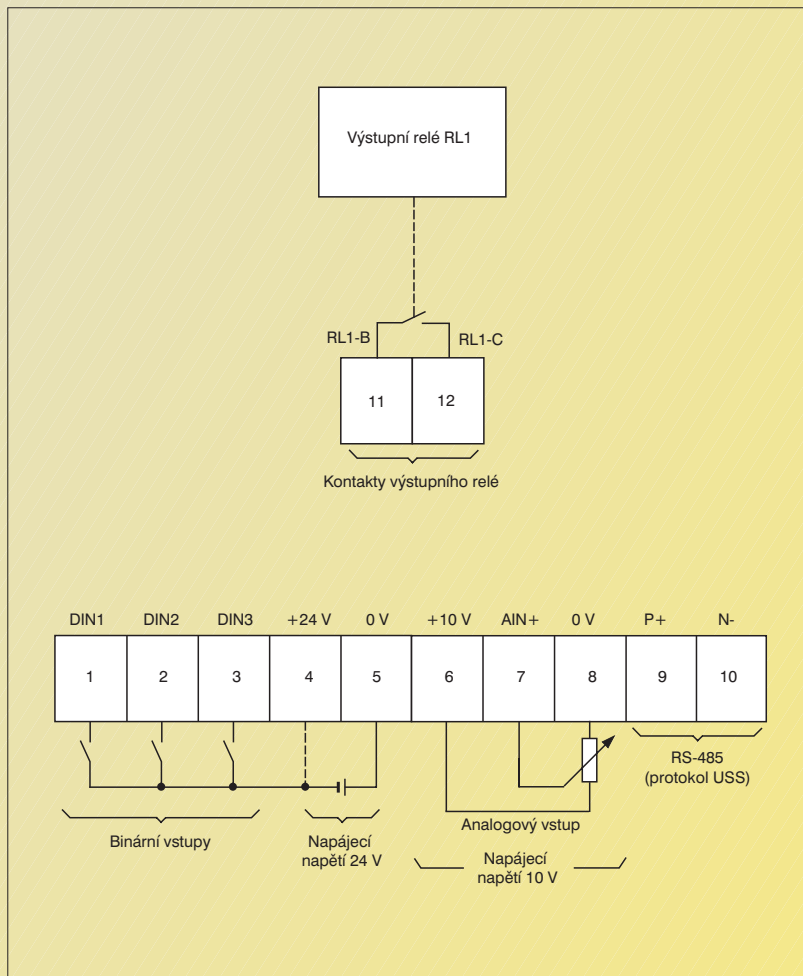 Výstupní relé RL1
RL1-B
RL1-C
11
12
Kontakty výstupního relé
DIN1
DIN2
DIN3
+24 V
0 V
+10 V
AIN+
0 V
P+
N-
1
2
3
4
5
6
7
8
9
10
RS-485
(protokol USS)
Analogový vstup
Binární vstupy
Napájecí
napětí 24 V
Napájecí
napětí 10 V